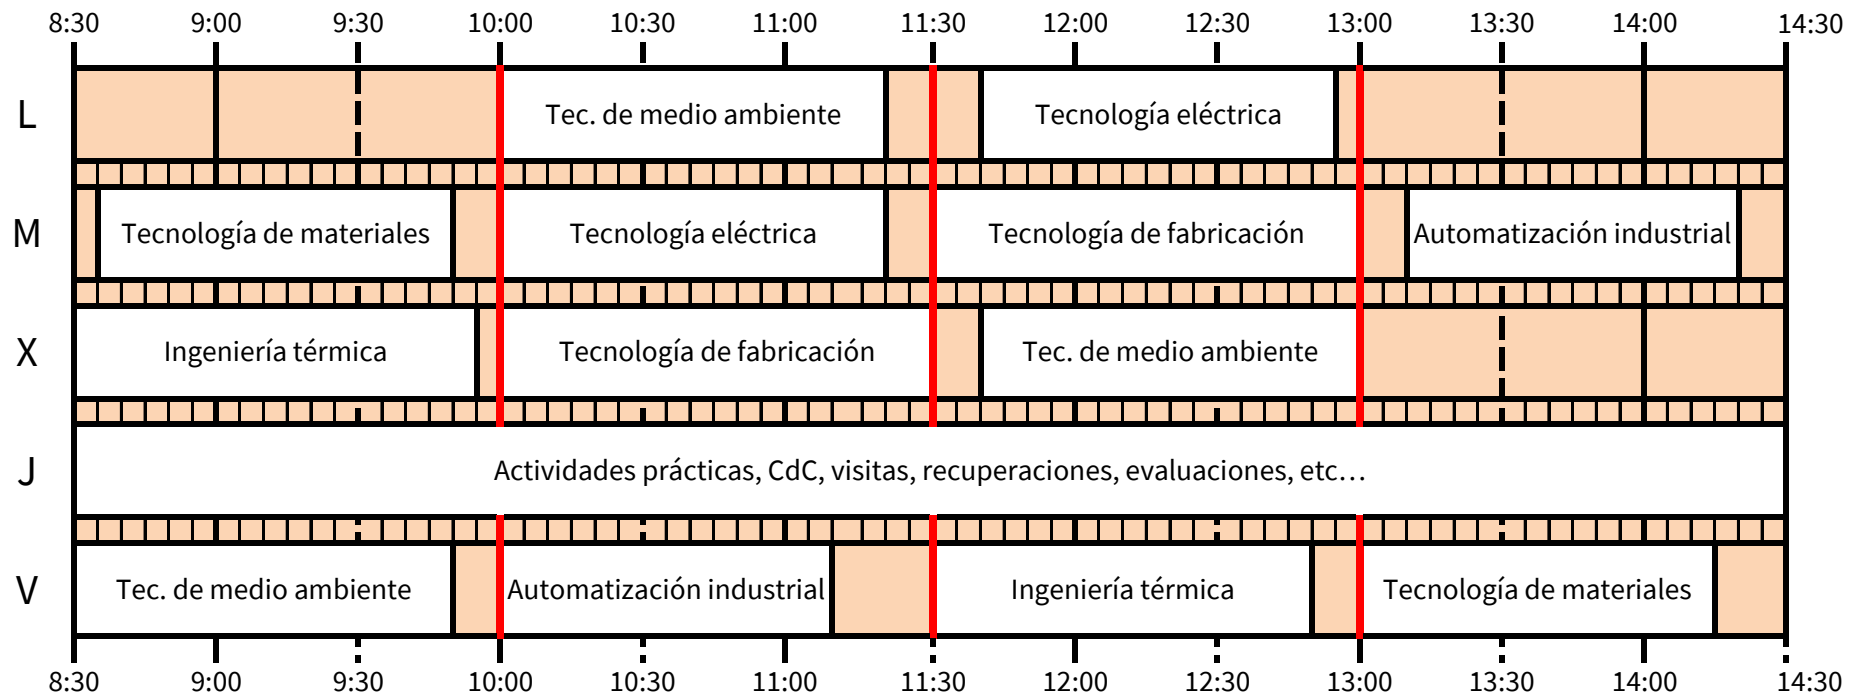 8:30 9:00 9:30 10:00 10:30 11:00 11:30 12:00 12:30 13:00 13:30 14:00 14:30
L Tec. de medio ambiente Tecnología eléctrica
M Tecnología de materiales Tecnología eléctrica Tecnología de fabricación Automatización industrial
X Ingeniería térmica Tecnología de fabricación Tec. de medio ambiente
J Actividades prácticas, CdC, visitas, recuperaciones, evaluaciones, etc…
V Tec. de medio ambiente Automatización industrial Ingeniería térmica Tecnología de materiales
8:30 9:00 9:30 10:00 10:30 11:00 11:30 12:00 12:30 13:00 13:30 14:00 14:30